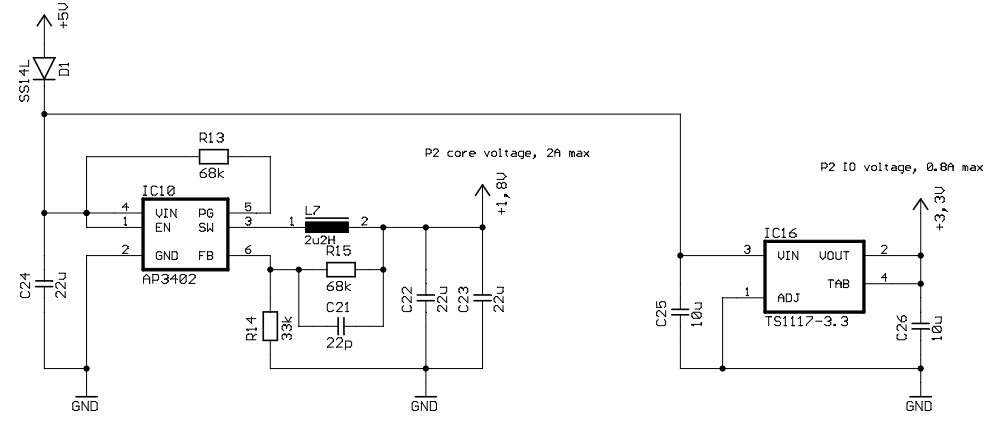 +5V
SS14L
D1
R13
68k
P2 core voltage, 2A max
P2 IO voltage, 0.8A max
+1,8V
+3,3V
IC10
4 VIN PG 5
1 EN SW 3
2 GND FB 6
AP3402
L7
1 2
2u2H
R15
68k
C21
22p
R14
33k
C24
22u
C22
22u
C23
22u
IC16
3 VIN VOUT 2
TAB 4
1 ADJ
TS1117-3.3
C25
10u
C26
10u
GND
GND
GND